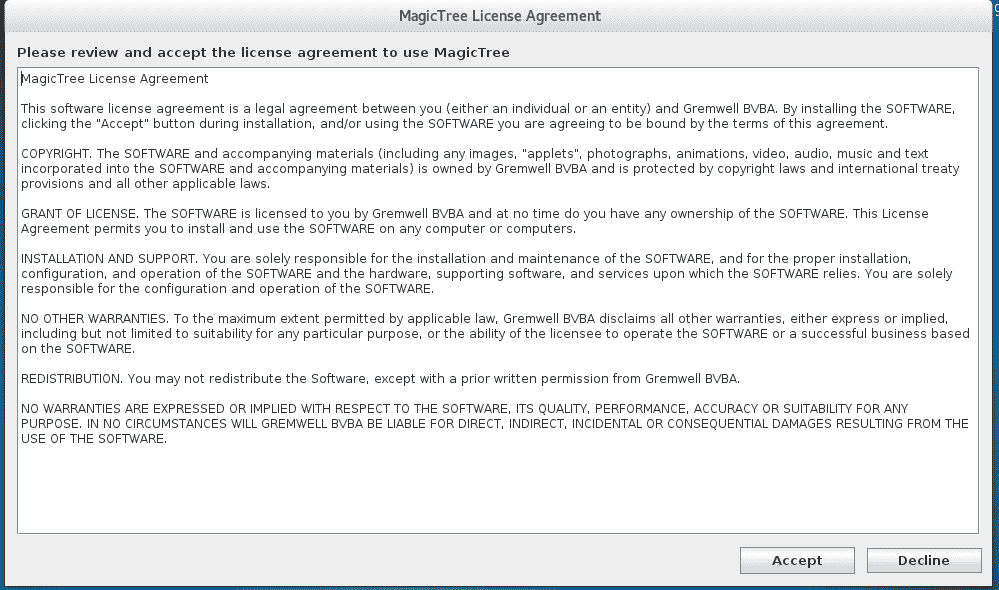 MagicTree License Agreement
Please review and accept the license agreement to use MagicTree
MagicTree License Agreement
This software license agreement is a legal agreement between you (either an individual or an entity) and Gremwell BVBA. By installing the SOFTWARE,
clicking the "Accept" button during installation, and/or using the SOFTWARE you are agreeing to be bound by the terms of this agreement.
COPYRIGHT. The SOFTWARE and accompanying materials (including any images, "applets", photographs, animations, video, audio, music and text
incorporated into the SOFTWARE and accompanying materials) is owned by Gremwell BVBA and is protected by copyright laws and international treaty
provisions and all other applicable laws.
GRANT OF LICENSE. The SOFTWARE is licensed to you by Gremwell BVBA and at no time do you have any ownership of the SOFTWARE. This License
Agreement permits you to install and use the SOFTWARE on any computer or computers.
INSTALLATION AND SUPPORT. You are solely responsible for the installation and maintenance of the SOFTWARE, and for the proper installation,
configuration, and operation of the SOFTWARE and the hardware, supporting software, and services upon which the SOFTWARE relies. You are solely
responsible for the configuration and operation of the SOFTWARE.
NO OTHER WARRANTIES. To the maximum extent permitted by applicable law, Gremwell BVBA disclaims all other warranties, either express or implied,
including but not limited to suitability for any particular purpose, or the ability of the licensee to operate the SOFTWARE or a successful business based
on the SOFTWARE.
REDISTRIBUTION. You may not redistribute the Software, except with a prior written permission from Gremwell BVBA.
NO WARRANTIES ARE EXPRESSED OR IMPLIED WITH RESPECT TO THE SOFTWARE, ITS QUALITY, PERFORMANCE, ACCURACY OR SUITABILITY FOR ANY
PURPOSE. IN NO CIRCUMSTANCES WILL GREMWELL BVBA BE LIABLE FOR DIRECT, INDIRECT, INCIDENTAL OR CONSEQUENTIAL DAMAGES RESULTING FROM THE
USE OF THE SOFTWARE.
Accept Decline